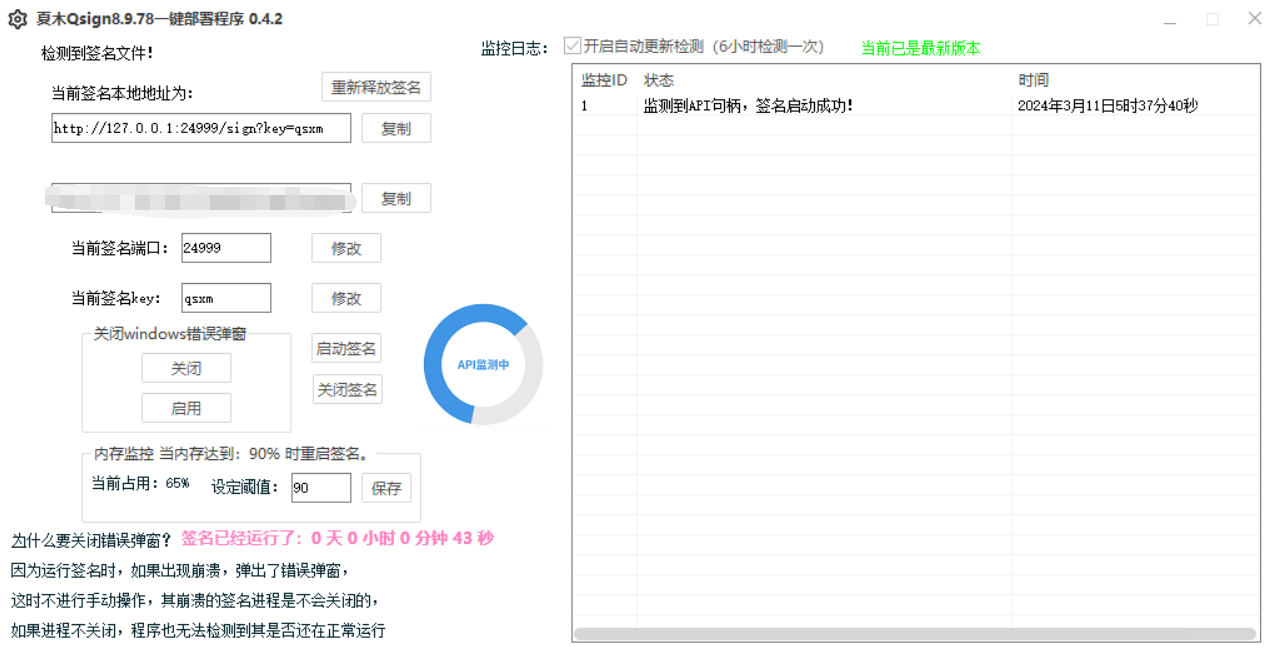 夏木Qsign8.9.78一键部署程序 0.4.2
检测到签名文件!
当前签名本地地址为:
重新释放签名
http://127.0.0.1:24999/sign?key=qsxm
复制
复制
当前签名端口:
24999
修改
当前签名key:
qsxm
修改
关闭windows错误弹窗
关闭
启用
启动签名
关闭签名
API监测中
内存监控 当内存达到: 90% 时重启签名。
当前占用: 65%
设定阈值:
90
保存
为什么要关闭错误弹窗?
签名已经运行了: 0 天 0 小时 0 分钟 43 秒
因为运行签名时,如果出现崩溃,弹出了错误弹窗,
这时不进行手动操作,其崩溃的签名进程是不会关闭的,
如果进程不关闭,程序也无法检测到其是否还在正常运行
监控日志:
开启自动更新检测(6小时检测一次)
当前已是最新版本
监控ID 状态 时间
1 监测到API句柄,签名启动成功! 2024年3月11日5时37分40秒